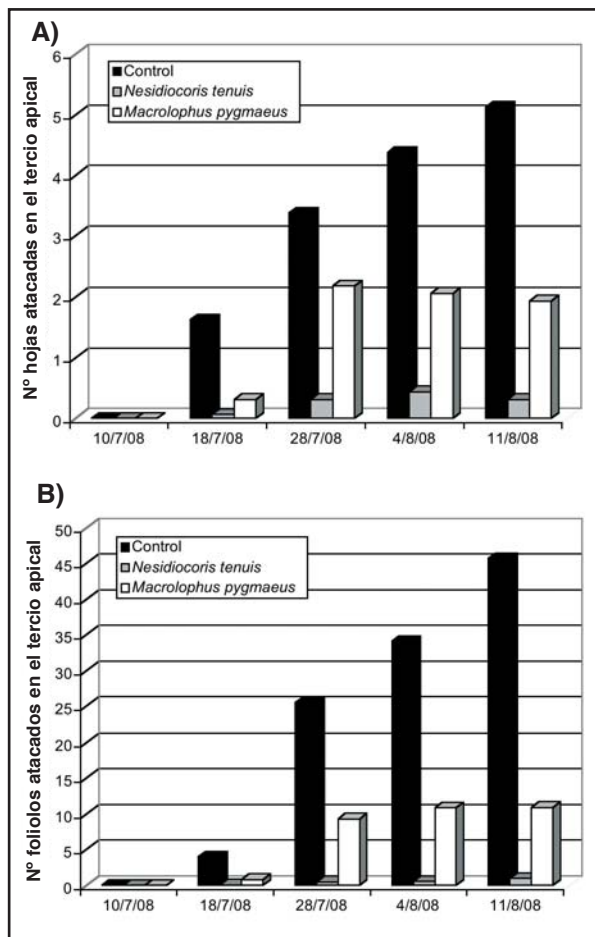 A)
Nº hojas atacadas en el tercio apical
6
5
4
3
2
1
0
Control
Nesidiocoris tenuis
Macrolophus pygmaeus
10/7/08 18/7/08 28/7/08 4/8/08 11/8/08
B)
Nº foliolos atacados en el tercio apical
50
45
40
35
30
25
20
15
10
5
0
Control
Nesidiocoris tenuis
Macrolophus pygmaeus
10/7/08 18/7/08 28/7/08 4/8/08 11/8/08